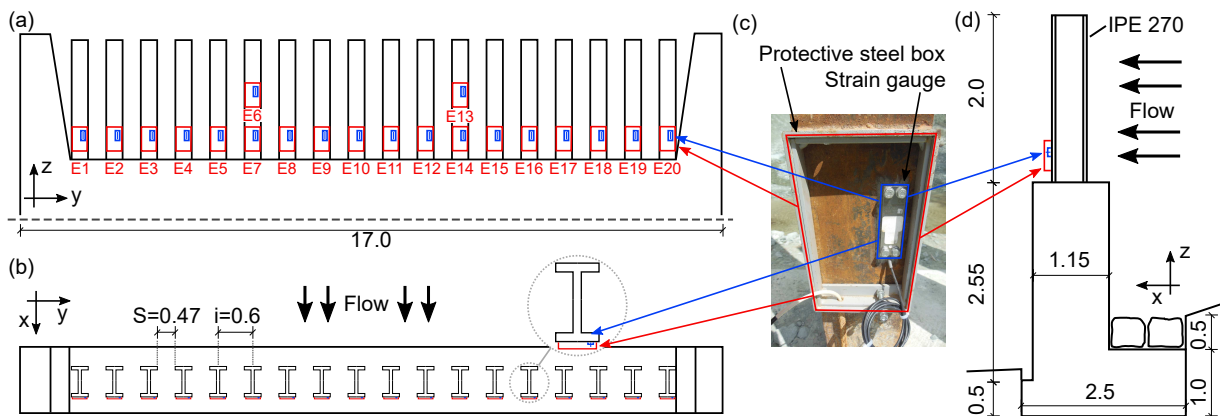 (a)
E6
E13
E1 E2 E3 E4 E5 E7 E8 E9 E10 E11 E12 E14 E15 E16 E17 E18 E19 E20
z
y
17.0
(b)
y
x
S=0.47
i=0.6
Flow
(c)
Protective steel box
Strain gauge
(d)
IPE 270
2.0
Flow
1.15
2.55
z
x
0.5
0.5
2.5
1.0